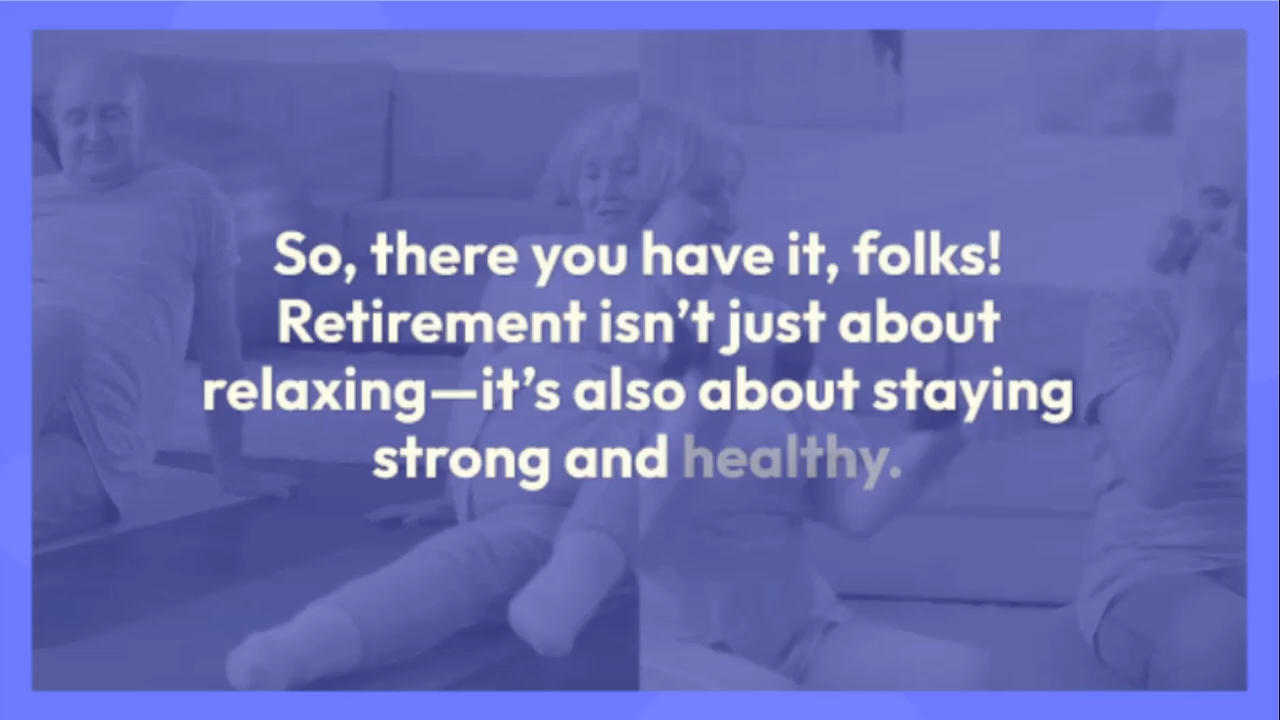 So, there you have it, folks!
Retirement isn’t just about
relaxing—it’s also about staying
strong and healthy.